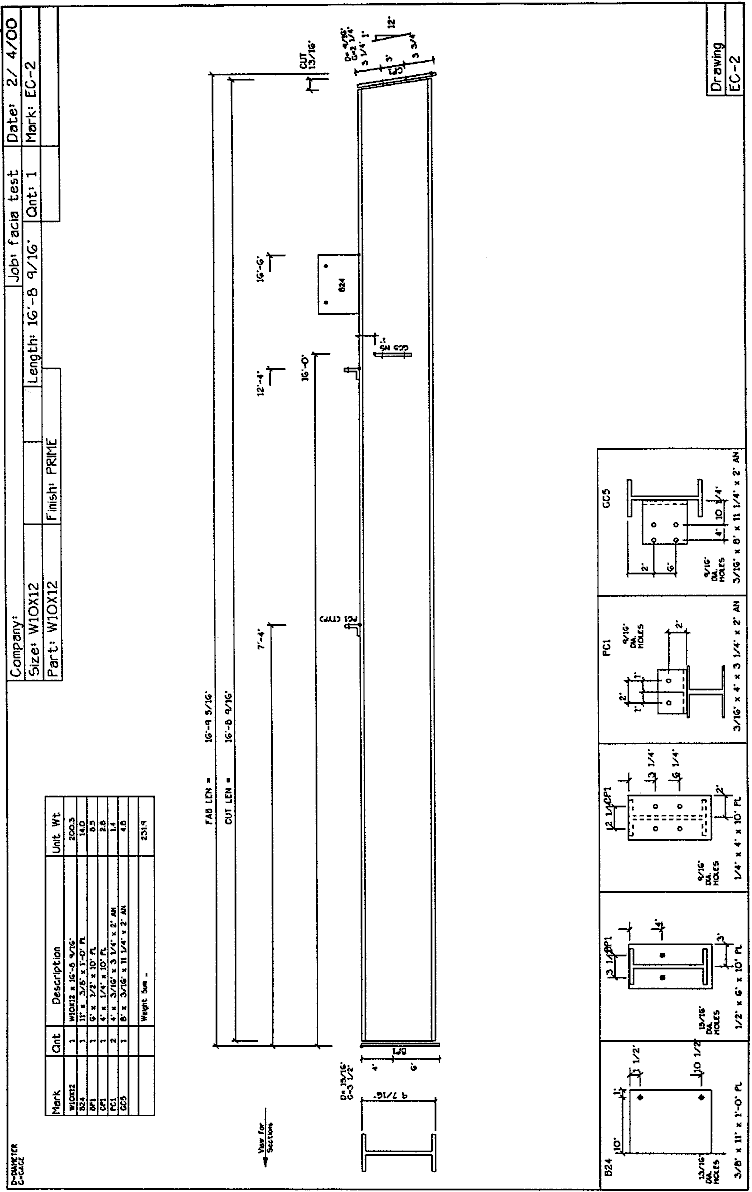 Company:
Job: facia test
Date: 2/ 4/00
Size: W10X12
Length: 16'-8 9/16'
Qnt: 1
Mark: EC-2
Part: W10X12
Finish: PRIME
D=DIAMETER
G=GAGE
Mark Qnt Description Unit Wt
W10X12 1 W10X12 x 16'-8 9/16' 200.3
B24 1 11' x 3/8' x 1'-0' PL 14.0
BP1 1 6' x 1/2' x 10' PL 8.5
CP1 1 4' x 1/4' x 10' PL 2.8
PC1 2 4' x 3/16' x 3 1/4' x 2' AN 1.4
GC5 1 8' x 3/16' x 11 1/4' x 2' AN 4.8
Weight Sum = 231.9
FAB LEN = 16'-9 5/16'
CUT LEN = 16'-8 9/16'
7'-4'
12'-4'
16'-0'
16'-6'
CUT
13/16'
D= 9/16'
G=2 1/4'
3 1/4'
3'
3 3/4'
CP1
1'
12'
B24
1'
GC5 NS
PC1 (TYP)
View for
Sections
D= 13/16'
G=3 1/2'
4'
6'
BP1
9 7/16'
B24
10'
1'
1 1/2'
10 1/2'
13/16'
DIA.
HOLES
3/8' x 11' x 1'-0' PL
BP1
3 1/2'
4'
3'
13/16'
DIA.
HOLES
1/2' x 6' x 10' PL
CP1
2 1/4'
3 1/4'
6 1/4'
2'
9/16'
DIA.
HOLES
1/4' x 4' x 10' PL
PC1
9/16'
DIA.
HOLES
2'
1'
1'
2'
3/16' x 4' x 3 1/4' x 2' AN
GC5
2'
6'
4'
10 1/4'
9/16'
DIA.
HOLES
3/16' x 8' x 11 1/4' x 2' AN
Drawing
EC-2